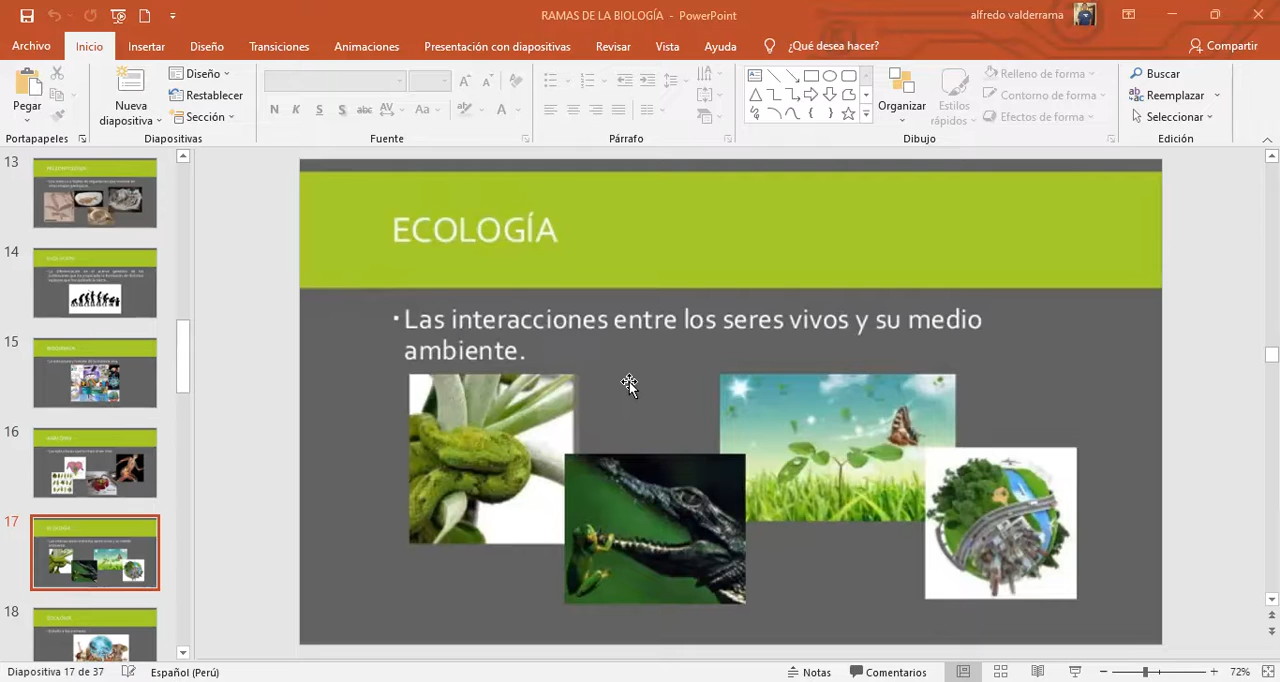 RAMAS DE LA BIOLOGÍA - PowerPoint
alfredo valderrama
Archivo Inicio Insertar Diseño Transiciones Animaciones Presentación con diapositivas Revisar Vista Ayuda ¿Qué desea hacer? Compartir
Pegar
Nueva diapositiva
Diseño
Restablecer
Sección
N K S S abc AV Aa A
Organizar
Estilos rápidos
Relleno de forma
Contorno de forma
Efectos de forma
Buscar
Reemplazar
Seleccionar
Portapapeles Diapositivas Fuente Párrafo Dibujo Edición
13
14
15
16
17
18
ECOLOGÍA
Las interacciones entre los seres vivos y su medio
ambiente.
Diapositiva 17 de 37 Español (Perú) Notas Comentarios 72%